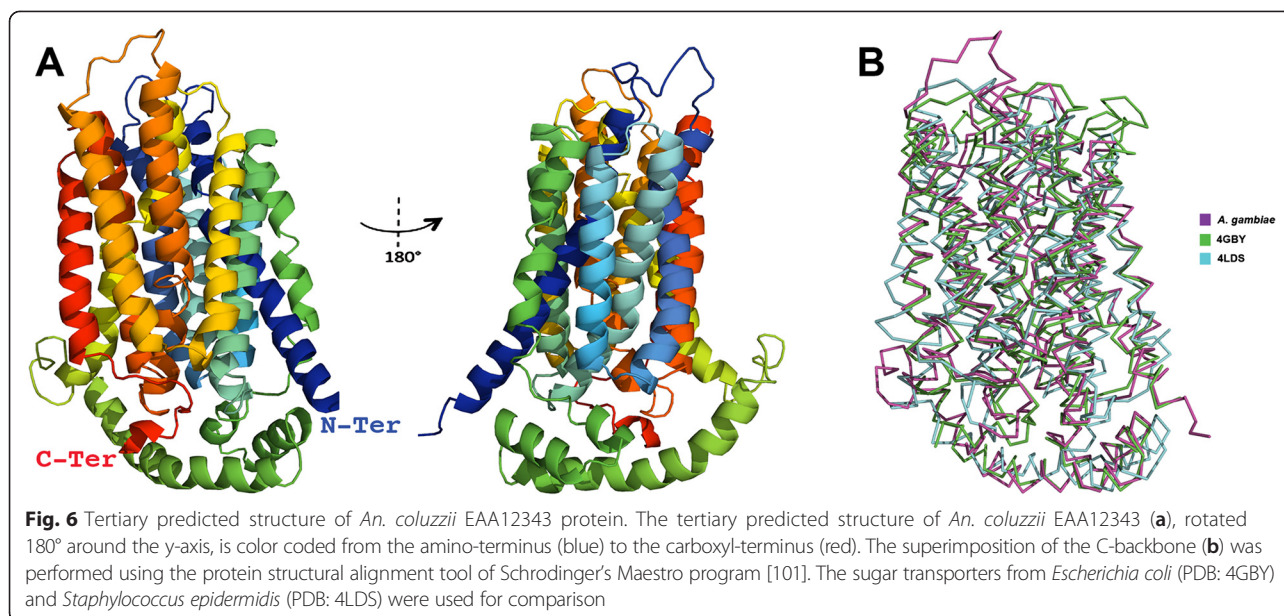 A
B
180°
N-Ter
C-Ter
A. gambiae
4GBY
4LDS
Fig. 6 Tertiary predicted structure of An. coluzzii EAA12343 protein. The tertiary predicted structure of An. coluzzii EAA12343 (a), rotated
180° around the y-axis, is color coded from the amino-terminus (blue) to the carboxyl-terminus (red). The superimposition of the C-backbone (b) was
performed using the protein structural alignment tool of Schrodinger's Maestro program [101]. The sugar transporters from Escherichia coli (PDB: 4GBY)
and Staphylococcus epidermidis (PDB: 4LDS) were used for comparison